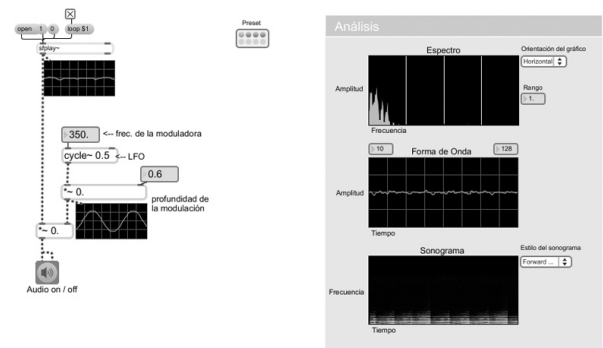 open
1
0
loop $1
sfplay~
350.
<-- frec. de la moduladora
cycle~ 0.5
<-- LFO
0.6
*~ 0.
profundidad de
la modulación
*~ 0.
Audio on / off
Preset
Análisis
Espectro
Orientación del gráfico
Horizontal
Amplitud
Rango
1.
Frecuencia
10
Forma de Onda
128
Amplitud
Tiempo
Sonograma
Estilo del sonograma
Forward ...
Frecuencia
Tiempo